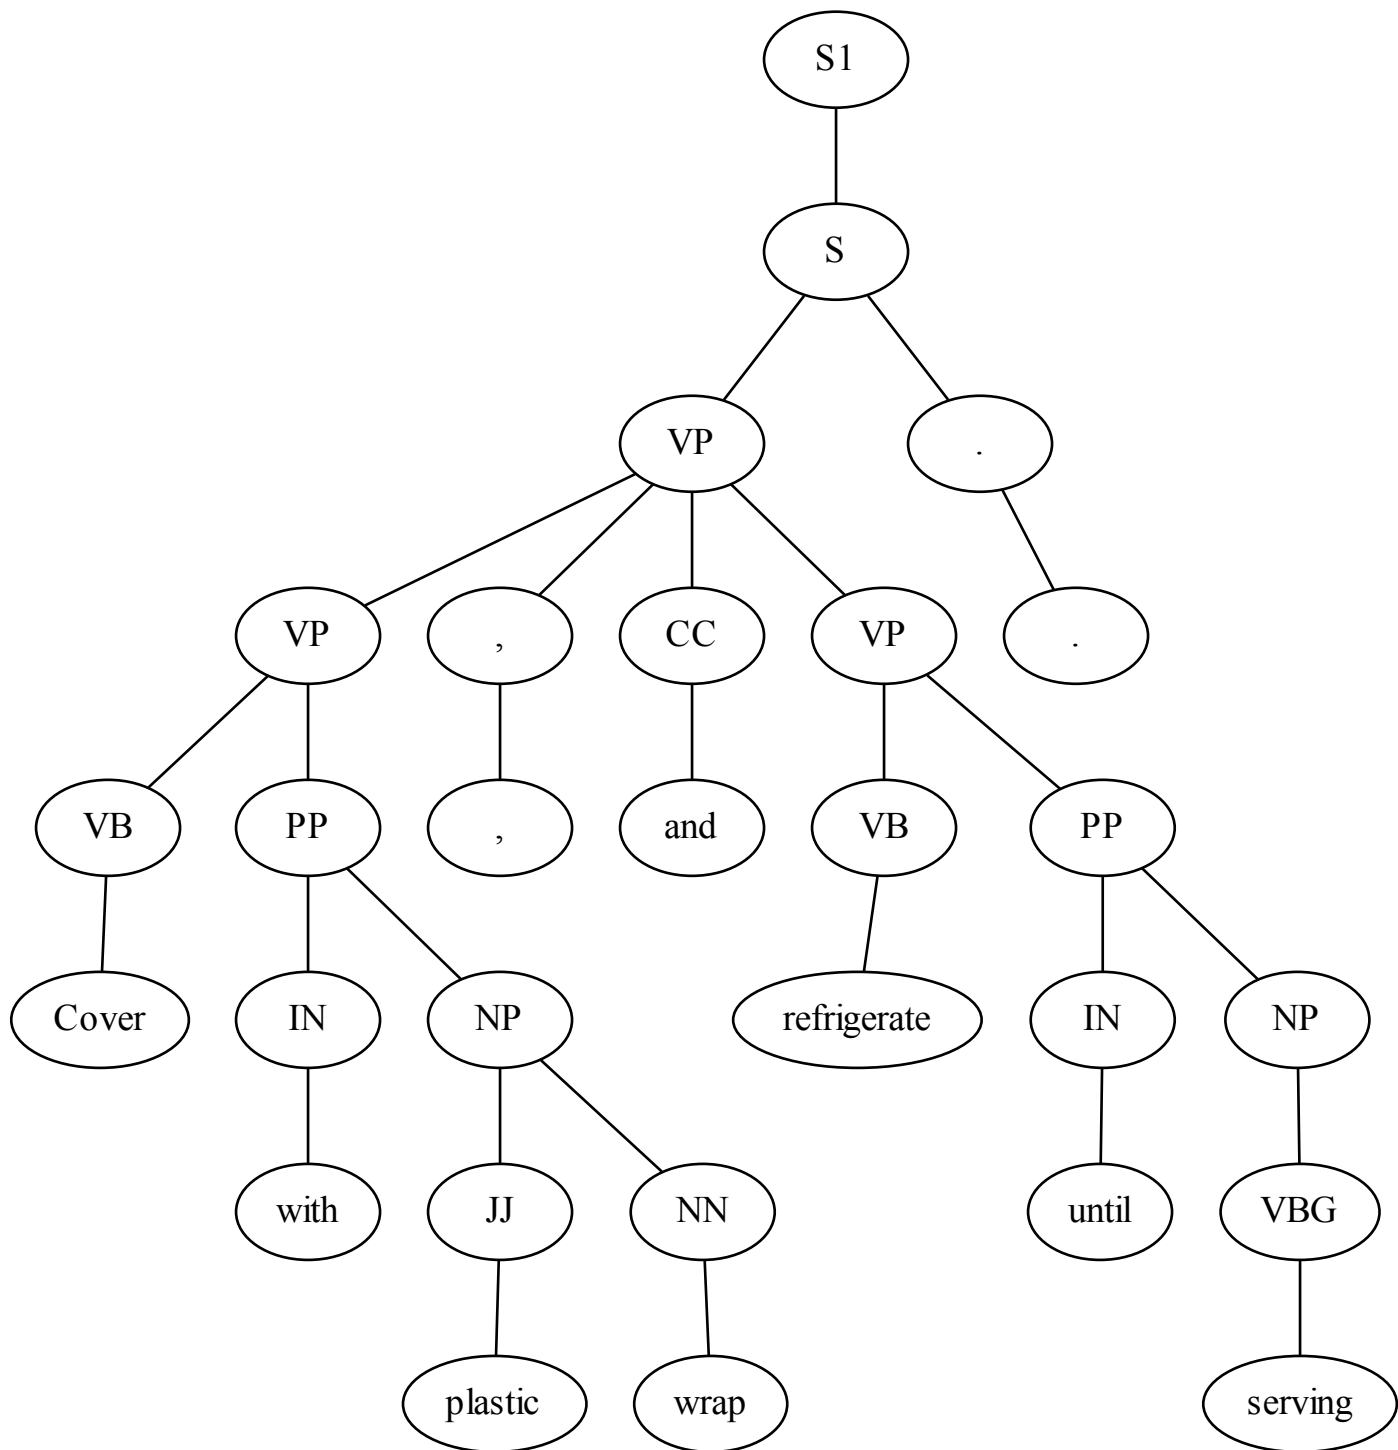 S1
S
VP .
VP , CC VP .
VB PP , and VB PP
Cover IN NP refrigerate IN NP
with JJ NN until VBG
plastic wrap serving